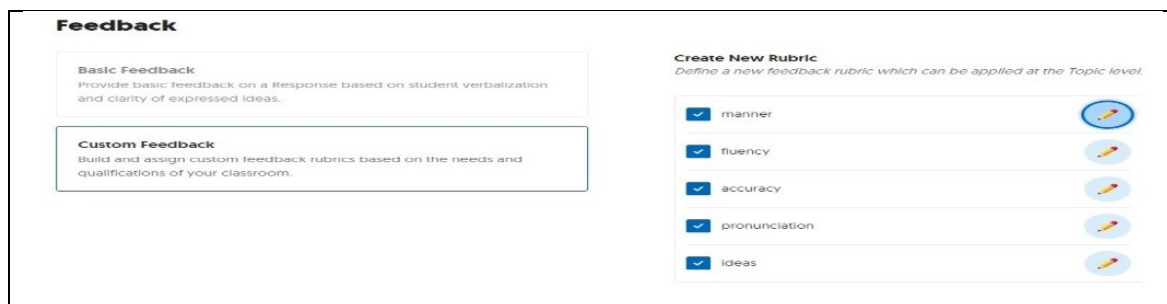 Feedback
Basic Feedback
Provide basic feedback on a Response based on student verbalization
and clarity of expressed ideas.
Custom Feedback
Build and assign custom feedback rubrics based on the needs and
qualifications of your classroom.
Create New Rubric
Define a new feedback rubric which can be applied at the Topic level.
manner
fluency
accuracy
pronunciation
ideas